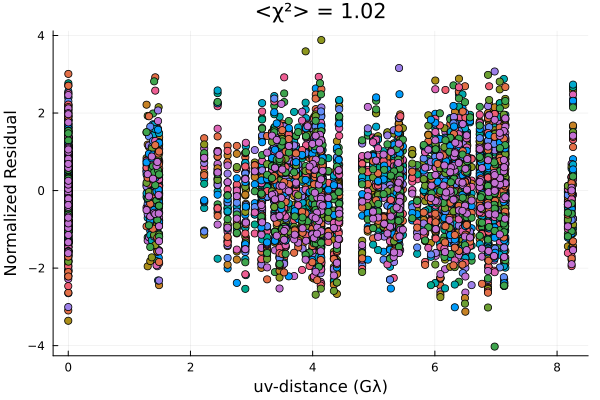 <χ²> = 1.02
Normalized Residual
4
2
0
−2
−4
0 2 4 6 8
uv-distance (Gλ)